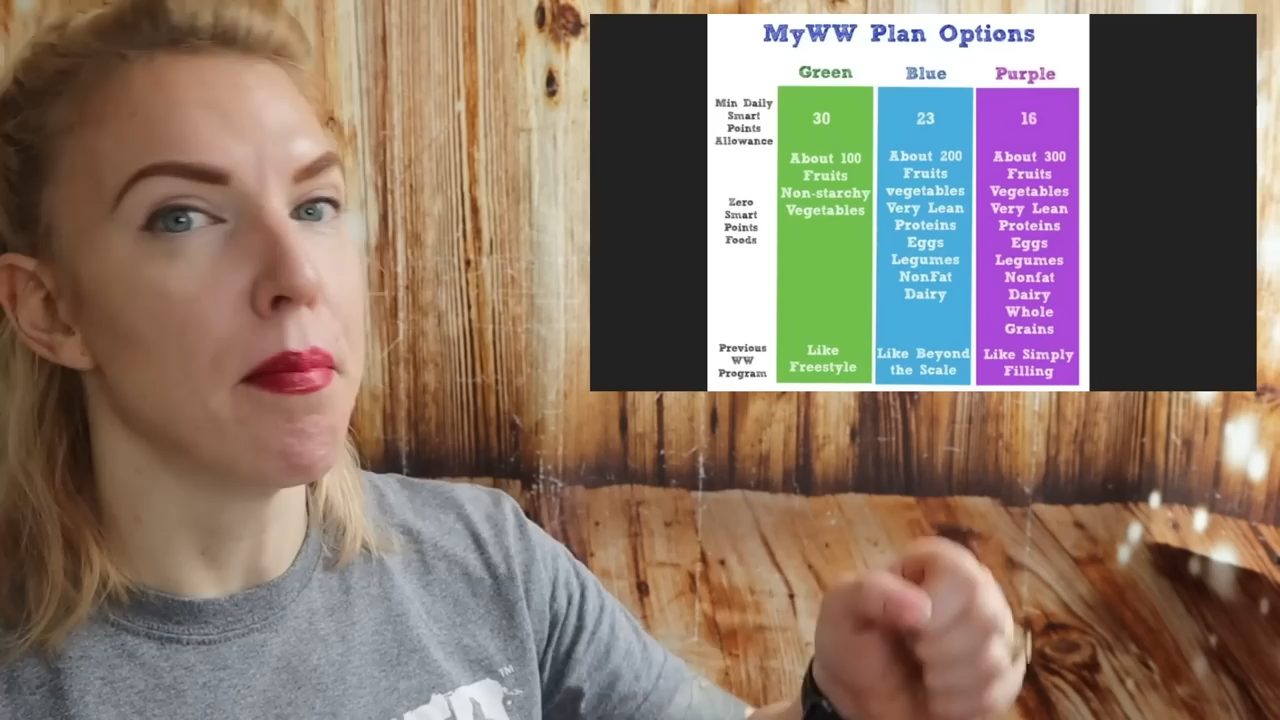 MyWW Plan Options
Green Blue Purple
Min Daily
Smart
Points
Allowance
30
23
16
Zero
Smart
Points
Foods
About 100
Fruits
Non-starchy
Vegetables
About 200
Fruits
vegetables
Very Lean
Proteins
Eggs
Legumes
NonFat
Dairy
About 300
Fruits
Vegetables
Very Lean
Proteins
Eggs
Legumes
Nonfat
Dairy
Whole
Grains
Previous
WW
Program
Like
Freestyle
Like Beyond
the Scale
Like Simply
Filling
TM